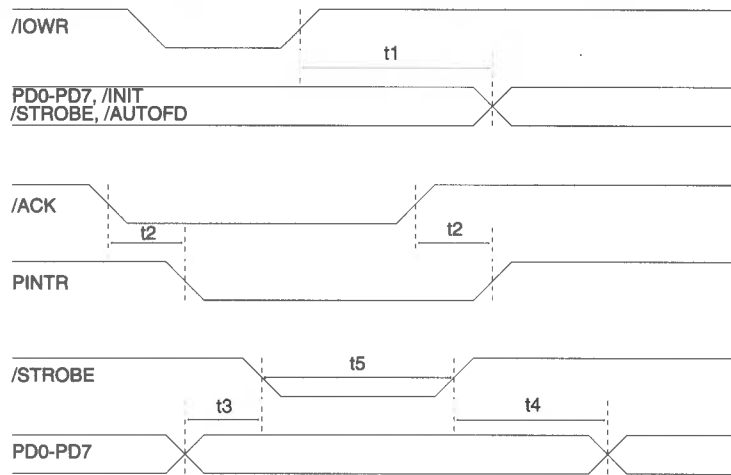 /IOWR
t1
PD0-PD7, /INIT
/STROBE, /AUTOFD
/ACK
t2
t2
PINTR
/STROBE
t5
t3
t4
PD0-PD7